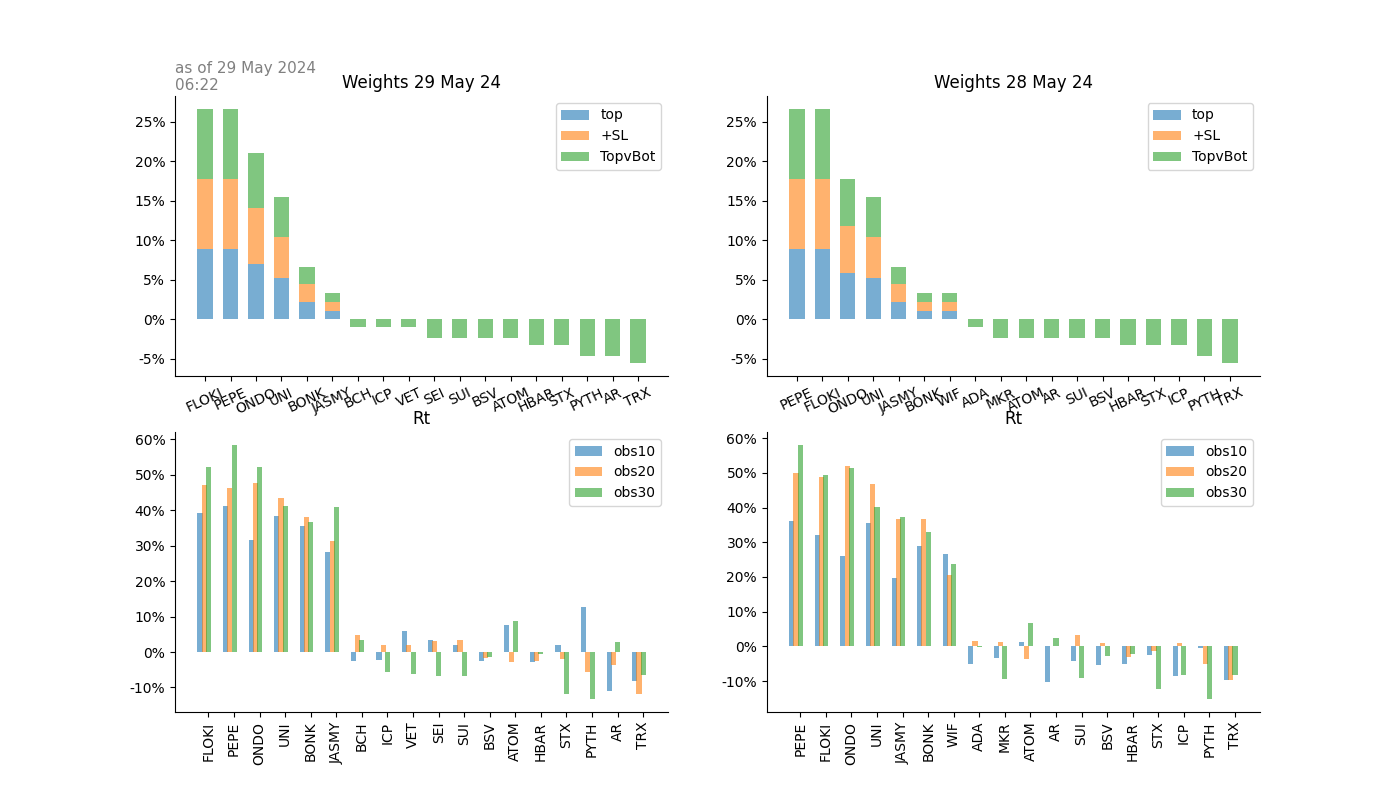 as of 29 May 2024
06:22
Weights 29 May 24
25%
20%
15%
10%
5%
0%
-5%
top
+SL
TopvBot
FLOKI
PEPE
ONDO
UNI
BONK
JASMY
BCH
ICP
VET
SEI
SUI
BSV
ATOM
HBAR
STX
PYTH
AR
TRX
Weights 28 May 24
25%
20%
15%
10%
5%
0%
-5%
top
+SL
TopvBot
PEPE
FLOKI
ONDO
UNI
JASMY
BONK
WIF
ADA
MKR
ATOM
AR
SUI
BSV
HBAR
STX
ICP
PYTH
TRX
Rt
60%
50%
40%
30%
20%
10%
0%
-10%
obs10
obs20
obs30
FLOKI
PEPE
ONDO
UNI
BONK
JASMY
BCH
ICP
VET
SEI
SUI
BSV
ATOM
HBAR
STX
PYTH
AR
TRX
Rt
60%
50%
40%
30%
20%
10%
0%
-10%
obs10
obs20
obs30
PEPE
FLOKI
ONDO
UNI
JASMY
BONK
WIF
ADA
MKR
ATOM
AR
SUI
BSV
HBAR
STX
ICP
PYTH
TRX